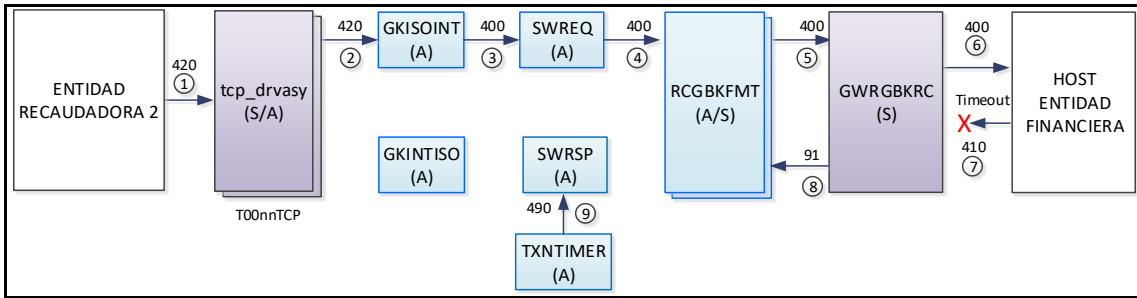 ENTIDAD
RECAUDADORA 2
420
①
tcp_drvasy
(S/A)
T00nnTCP
420
②
GKISOINT
(A)
400
③
SWREQ
(A)
400
④
RCGBKFMT
(A/S)
400
⑤
GWRGBKRC
(S)
400
⑥
HOST
ENTIDAD
FINANCIERA
Timeout
X
410
⑦
91
⑧
GKINTISO
(A)
SWRSP
(A)
490
⑨
TXNTIMER
(A)